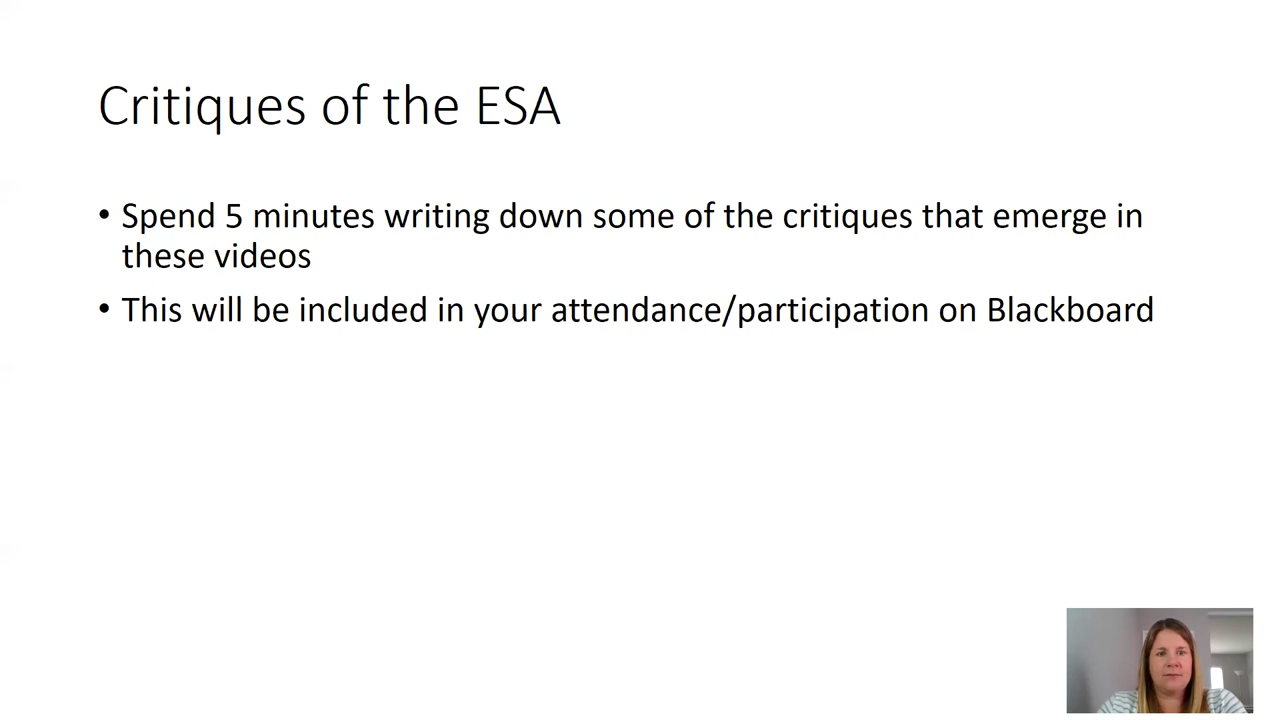 Critiques of the ESA
• Spend 5 minutes writing down some of the critiques that emerge in
these videos
• This will be included in your attendance/participation on Blackboard